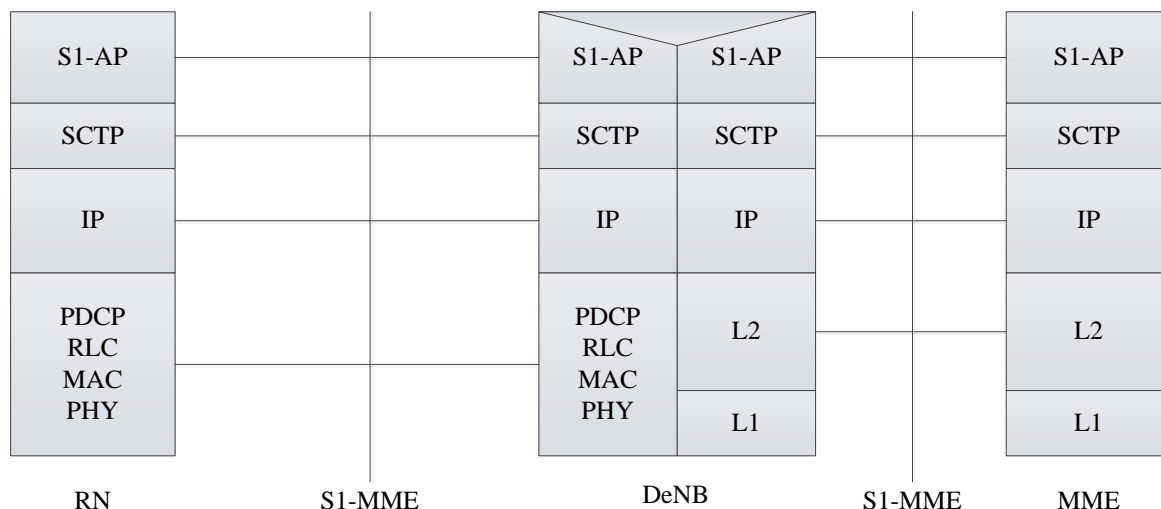 S1-AP
S1-AP
S1-AP
S1-AP
SCTP
SCTP
SCTP
SCTP
IP
IP
IP
IP
PDCP
RLC
MAC
PHY
PDCP
RLC
MAC
PHY
L2
L2
L1
L1
RN
S1-MME
DeNB
S1-MME
MME